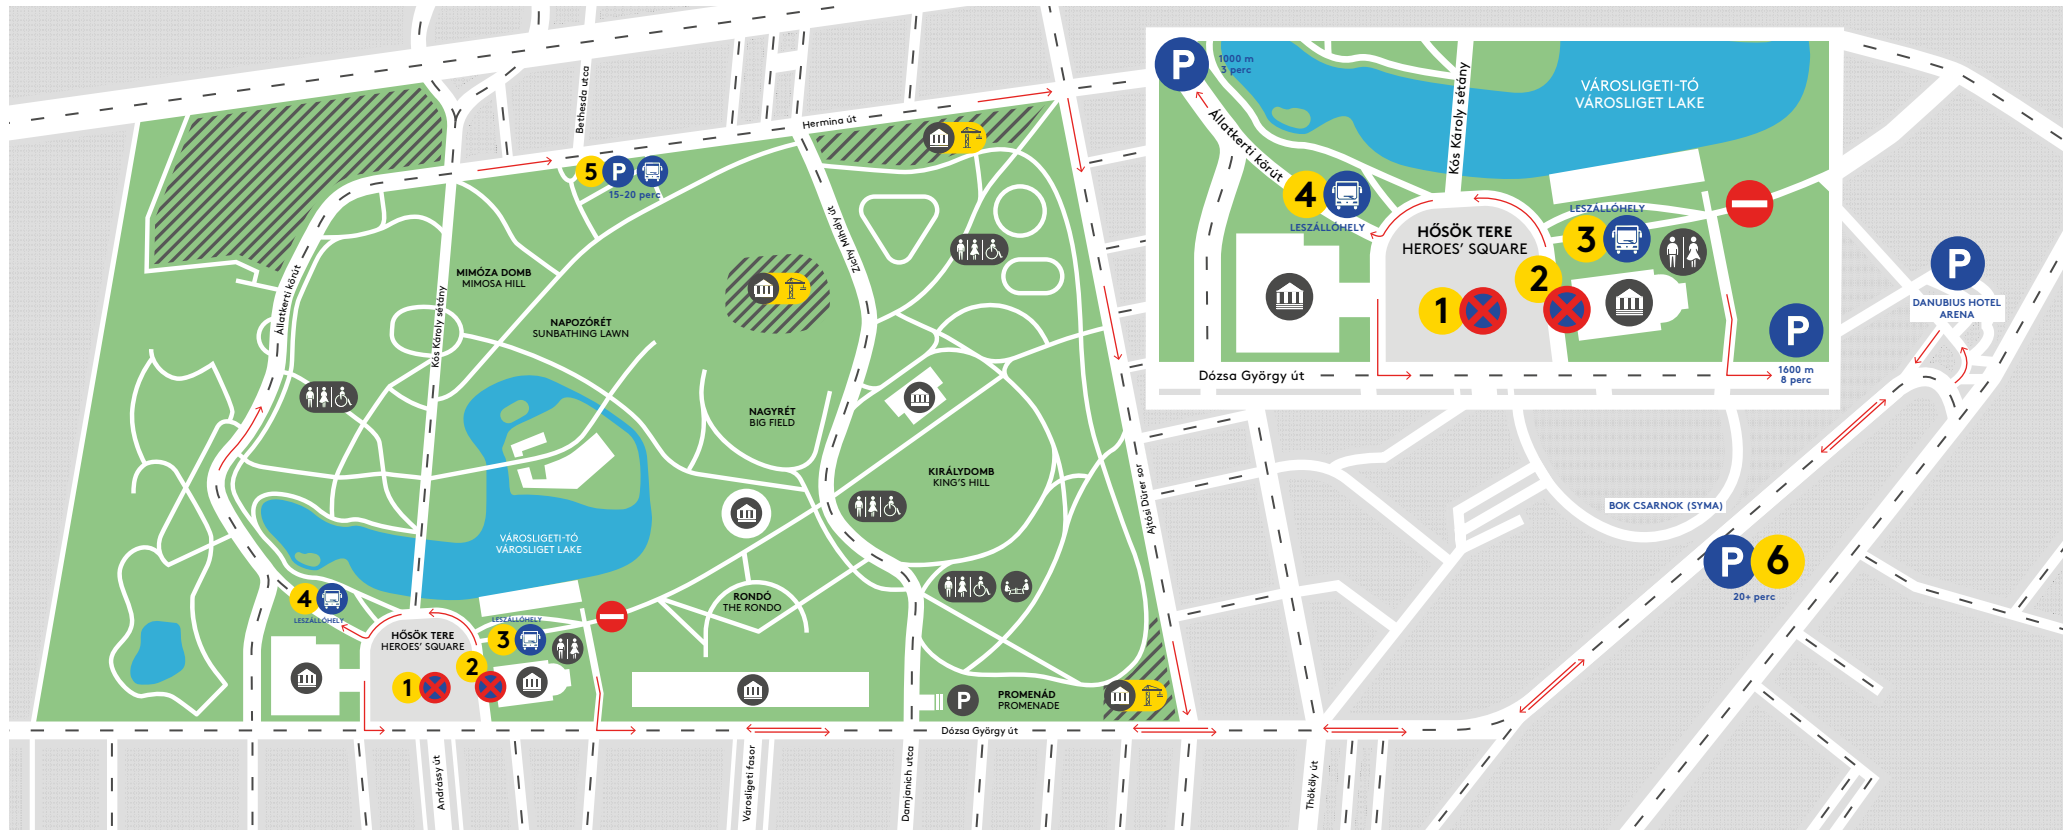 Bethesda utca
Hermina út
5
P
15-20 perc
Zichy Mihály út
Állatkerti körút
MIMÓZA DOMB
MIMOSA HILL
Kós Károly sétány
NAPOZÓRÉT
SUNBATHING LAWN
NAGYRÉT
BIG FIELD
KIRÁLYDOMB
KING'S HILL
Ajtósi Dürer sor
VÁROSLIGETI-TÓ
VÁROSLIGET LAKE
4
LESZÁLLÓHELY
RONDÓ
THE RONDO
HŐSÖK TERE
HEROES' SQUARE
LESZÁLLÓHELY
3
2
1
P
PROMENÁD
PROMENADE
Dózsa György út
Andrássy út
Városligeti fasor
Damjanich utca
Thököly út
P
1000 m
3 perc
Állatkerti körút
Kós Károly sétány
VÁROSLIGETI-TÓ
VÁROSLIGET LAKE
4
LESZÁLLÓHELY
HŐSÖK TERE
HEROES' SQUARE
LESZÁLLÓHELY
3
2
1
P
1600 m
8 perc
Dózsa György út
P
DANUBIUS HOTEL
ARENA
BOK CSARNOK (SYMA)
P
6
20+ perc